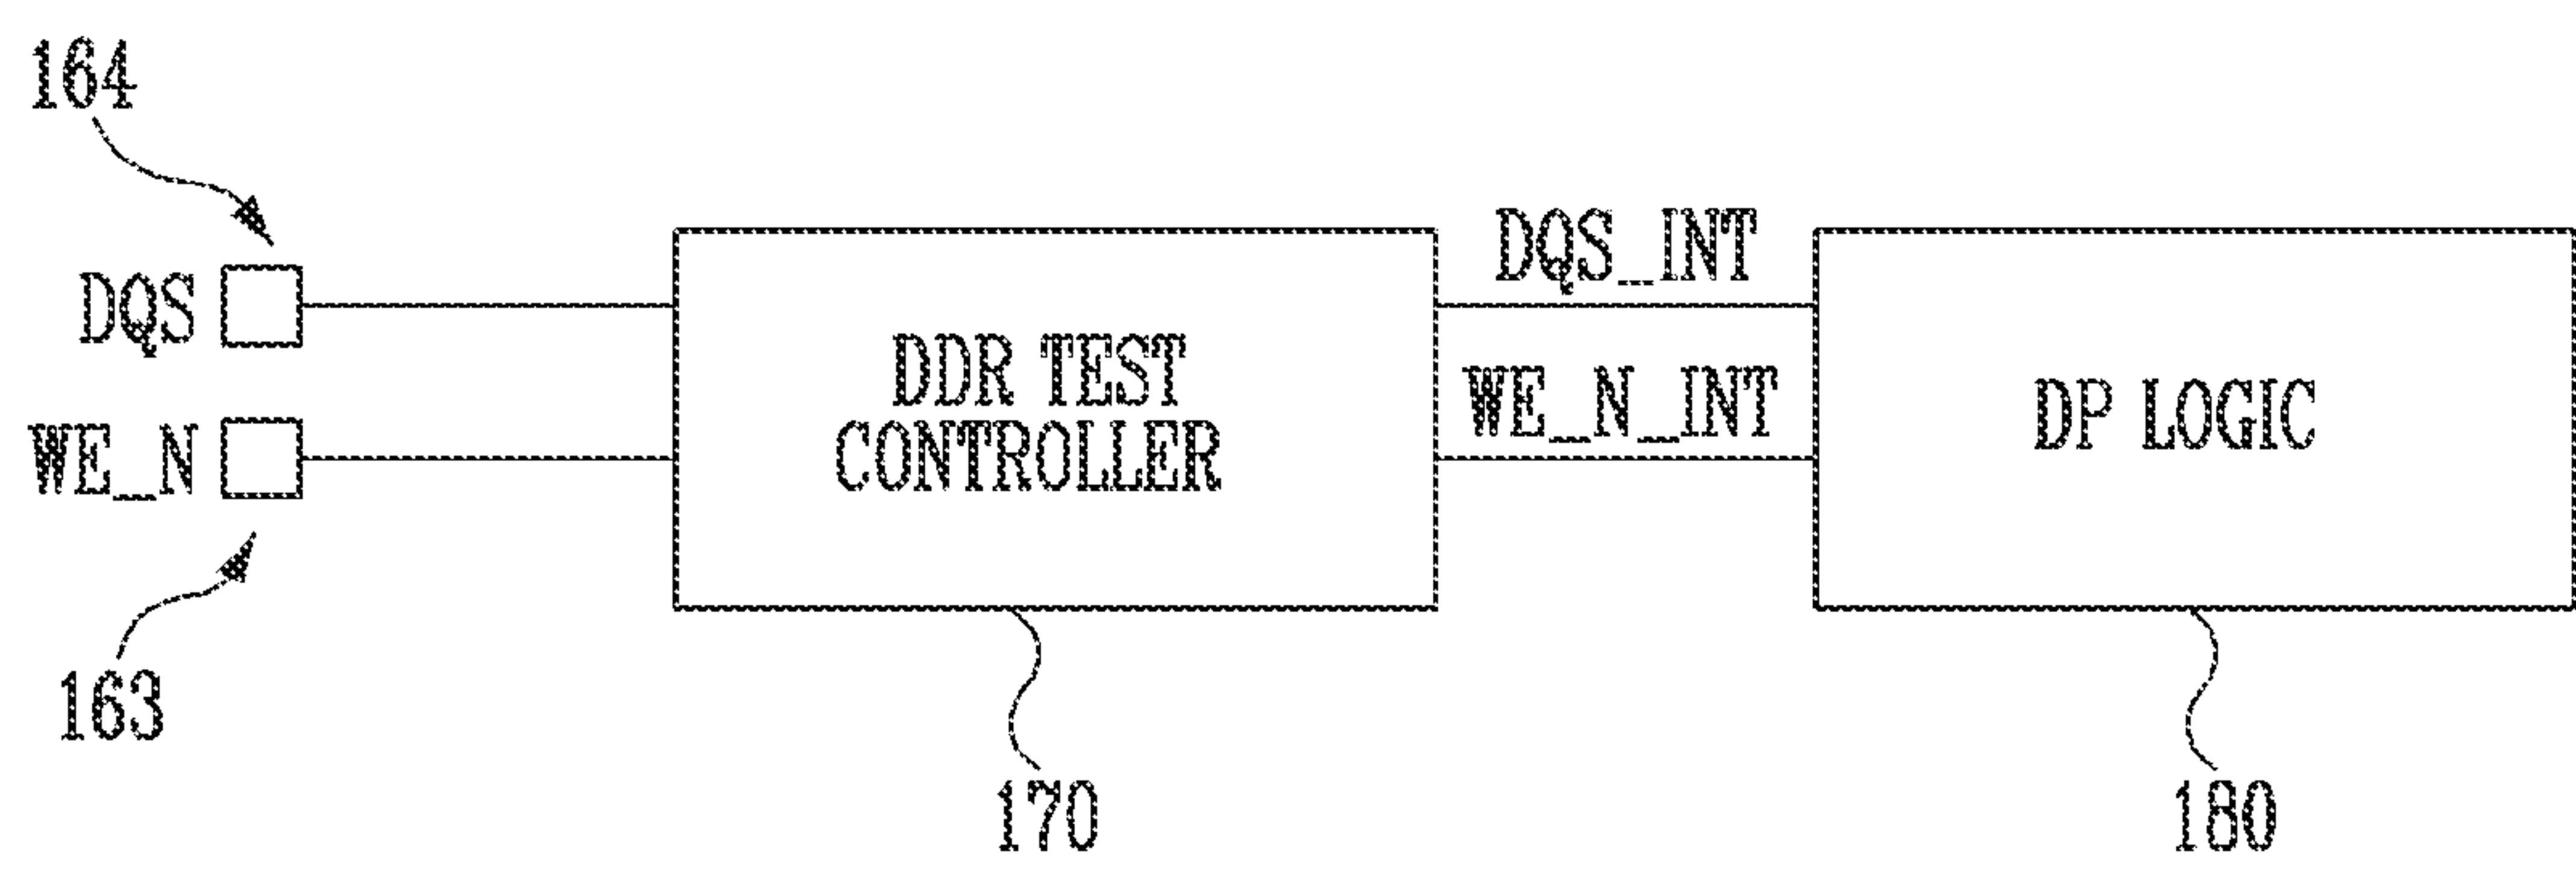 164
DQS
WE_N
163
DDR TEST
CONTROLLER
170
DQS_INT
WE_N_INT
DP LOGIC
180